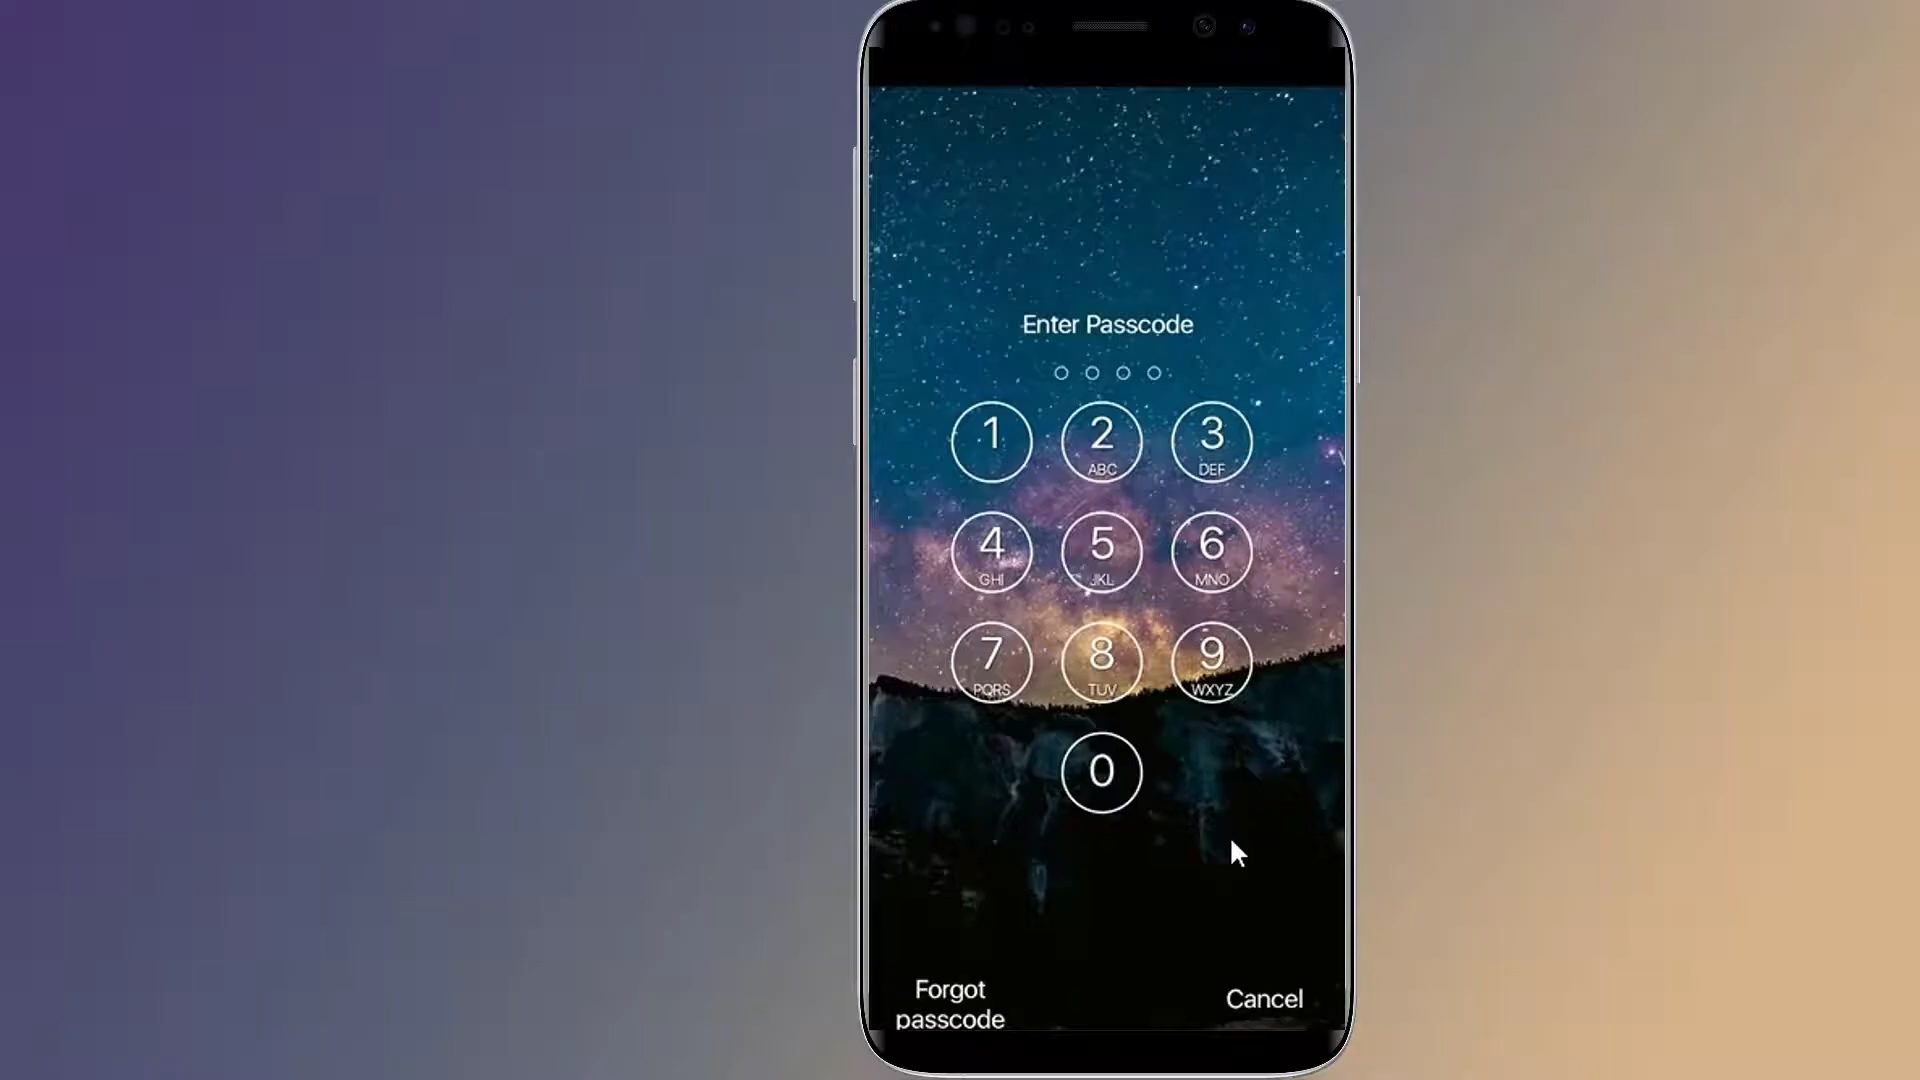 Enter Passcode
1 2 3
ABC DEF
4 5 6
GHI JKL MNO
7 8 9
PQRS TUV WXYZ
0
Forgot
passcode
Cancel